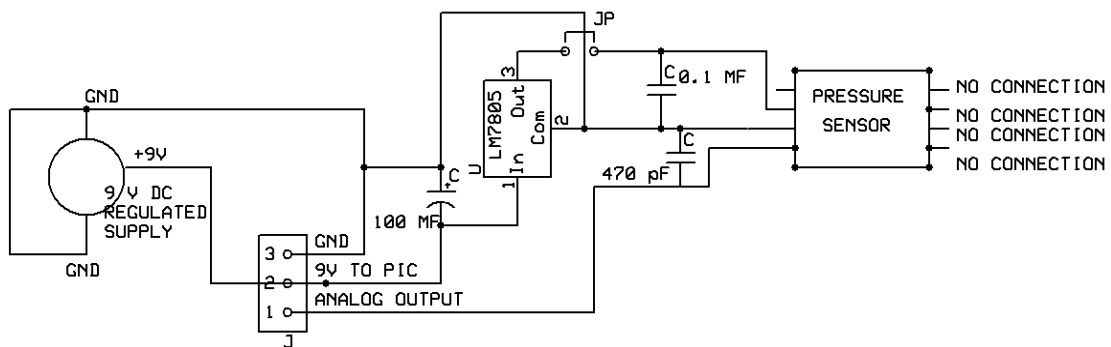 JP
C
0.1 MF
3
LM7805
Out
Com
2
U
In
1
PRESSURE
SENSOR
NO CONNECTION
NO CONNECTION
NO CONNECTION
NO CONNECTION
GND
+9V
9 V DC
REGULATED
SUPPLY
GND
+
C
100 MF
C
470 pF
3
GND
2
9V TO PIC
1
ANALOG OUTPUT
J